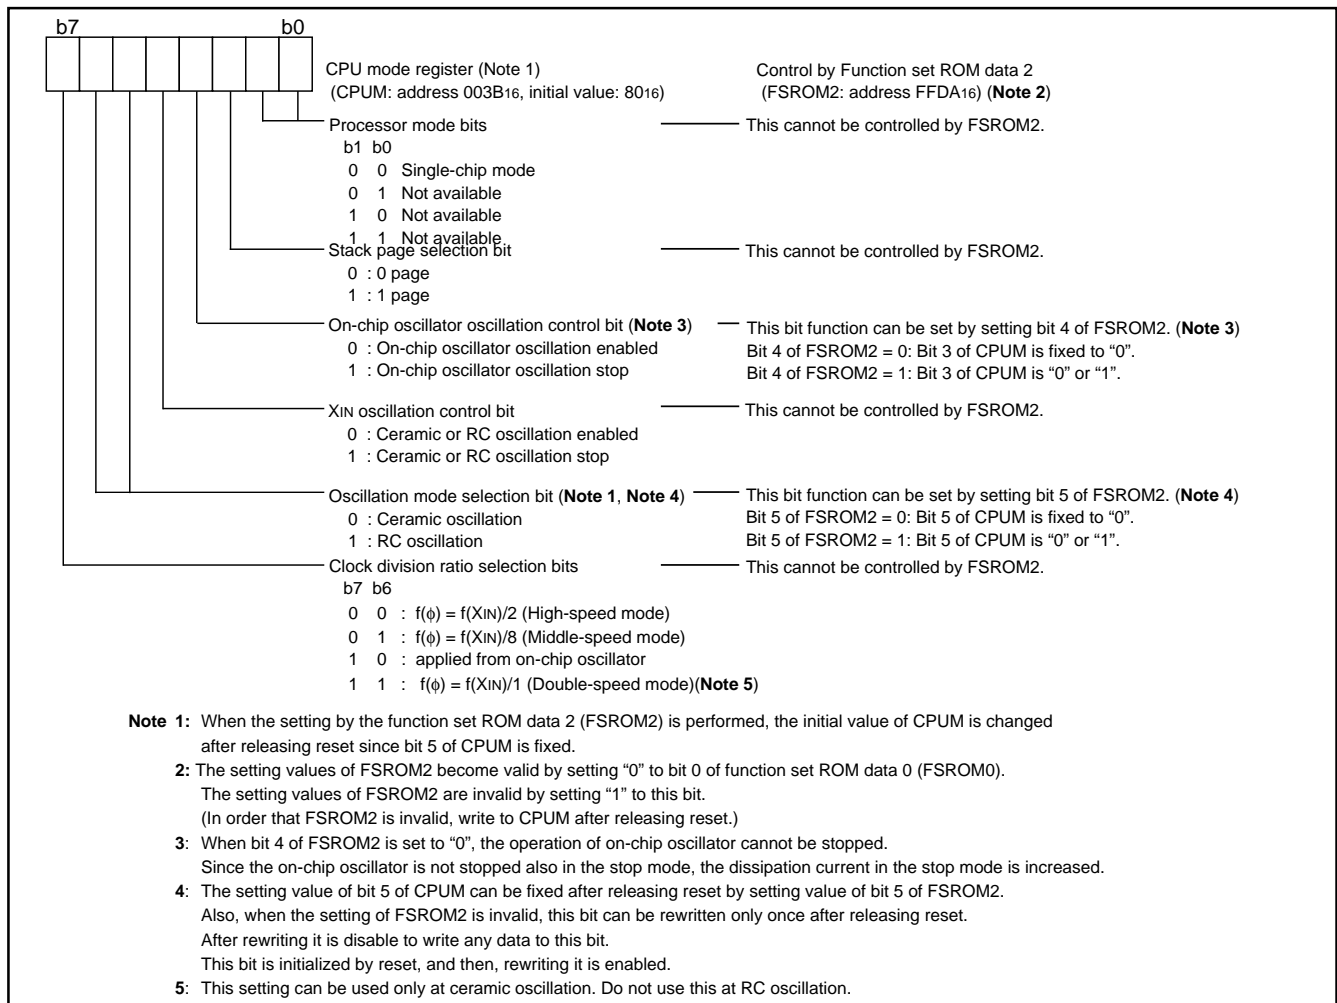 b7 b0
CPU mode register (Note 1) Control by Function set ROM data 2
(CPUM: address 003B16, initial value: 8016) (FSROM2: address FFDA16) (Note 2)
Processor mode bits This cannot be controlled by FSROM2.
b1 b0
0 0 Single-chip mode
0 1 Not available
1 0 Not available
1 1 Not available
Stack page selection bit This cannot be controlled by FSROM2.
0 : 0 page
1 : 1 page
On-chip oscillator oscillation control bit (Note 3) This bit function can be set by setting bit 4 of FSROM2. (Note 3)
0 : On-chip oscillator oscillation enabled Bit 4 of FSROM2 = 0: Bit 3 of CPUM is fixed to “0”.
1 : On-chip oscillator oscillation stop Bit 4 of FSROM2 = 1: Bit 3 of CPUM is “0” or “1”.
XIN oscillation control bit This cannot be controlled by FSROM2.
0 : Ceramic or RC oscillation enabled
1 : Ceramic or RC oscillation stop
Oscillation mode selection bit (Note 1, Note 4) This bit function can be set by setting bit 5 of FSROM2. (Note 4)
0 : Ceramic oscillation Bit 5 of FSROM2 = 0: Bit 5 of CPUM is fixed to “0”.
1 : RC oscillation Bit 5 of FSROM2 = 1: Bit 5 of CPUM is “0” or “1”.
Clock division ratio selection bits This cannot be controlled by FSROM2.
b7 b6
0 0 : f(ϕ) = f(XIN)/2 (High-speed mode)
0 1 : f(ϕ) = f(XIN)/8 (Middle-speed mode)
1 0 : applied from on-chip oscillator
1 1 : f(ϕ) = f(XIN)/1 (Double-speed mode)(Note 5)
Note 1: When the setting by the function set ROM data 2 (FSROM2) is performed, the initial value of CPUM is changed
after releasing reset since bit 5 of CPUM is fixed.
2: The setting values of FSROM2 become valid by setting “0” to bit 0 of function set ROM data 0 (FSROM0).
The setting values of FSROM2 are invalid by setting “1” to this bit.
(In order that FSROM2 is invalid, write to CPUM after releasing reset.)
3: When bit 4 of FSROM2 is set to “0”, the operation of on-chip oscillator cannot be stopped.
Since the on-chip oscillator is not stopped also in the stop mode, the dissipation current in the stop mode is increased.
4: The setting value of bit 5 of CPUM can be fixed after releasing reset by setting value of bit 5 of FSROM2.
Also, when the setting of FSROM2 is invalid, this bit can be rewritten only once after releasing reset.
After rewriting it is disable to write any data to this bit.
This bit is initialized by reset, and then, rewriting it is enabled.
5: This setting can be used only at ceramic oscillation. Do not use this at RC oscillation.